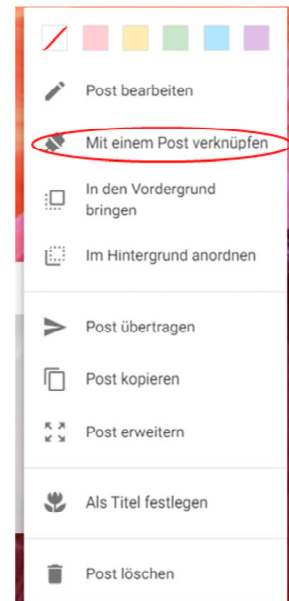 Post bearbeiten
Mit einem Post verknüpfen
In den Vordergrund
bringen
Im Hintergrund anordnen
Post übertragen
Post kopieren
Post erweitern
Als Titel festlegen
Post löschen